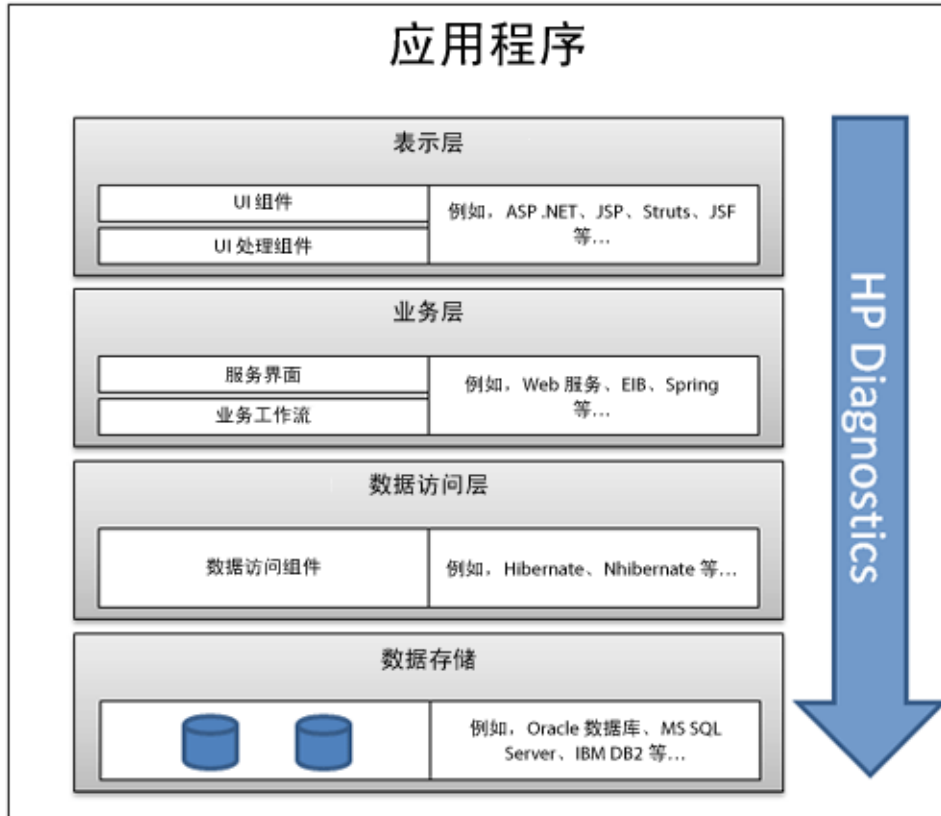 应用程序
表示层
UI 组件
UI 处理组件
例如，ASP .NET、JSP、Struts、JSF
等...
业务层
服务界面
业务工作流
例如，Web 服务、EIB、Spring
等...
数据访问层
数据访问组件
例如，Hibernate、Nhibernate 等...
数据存储
例如，Oracle 数据库、MS SQL
Server、IBM DB2 等...
HP Diagnostics